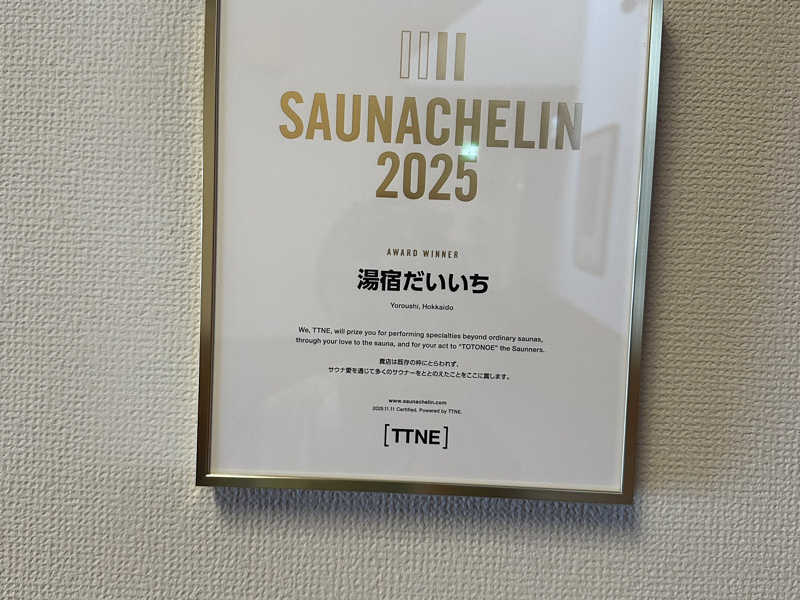 SAUNACHELIN
2025
AWARD WINNER
湯宿だいいち
Yoroushi, Hokkaido
We, TTNE, will prize you for performing specialties beyond ordinary saunas,
through your love to the sauna, and for your act to "TOTONOE" the Saunners.
貴店は既存の枠にとらわれず、
サウナ愛を通じて多くのサウナーをととのえたことをここに賞します。
www.saunachelin.com
2025.11.11 Certified. Powered by TTNE.
[TTNE]